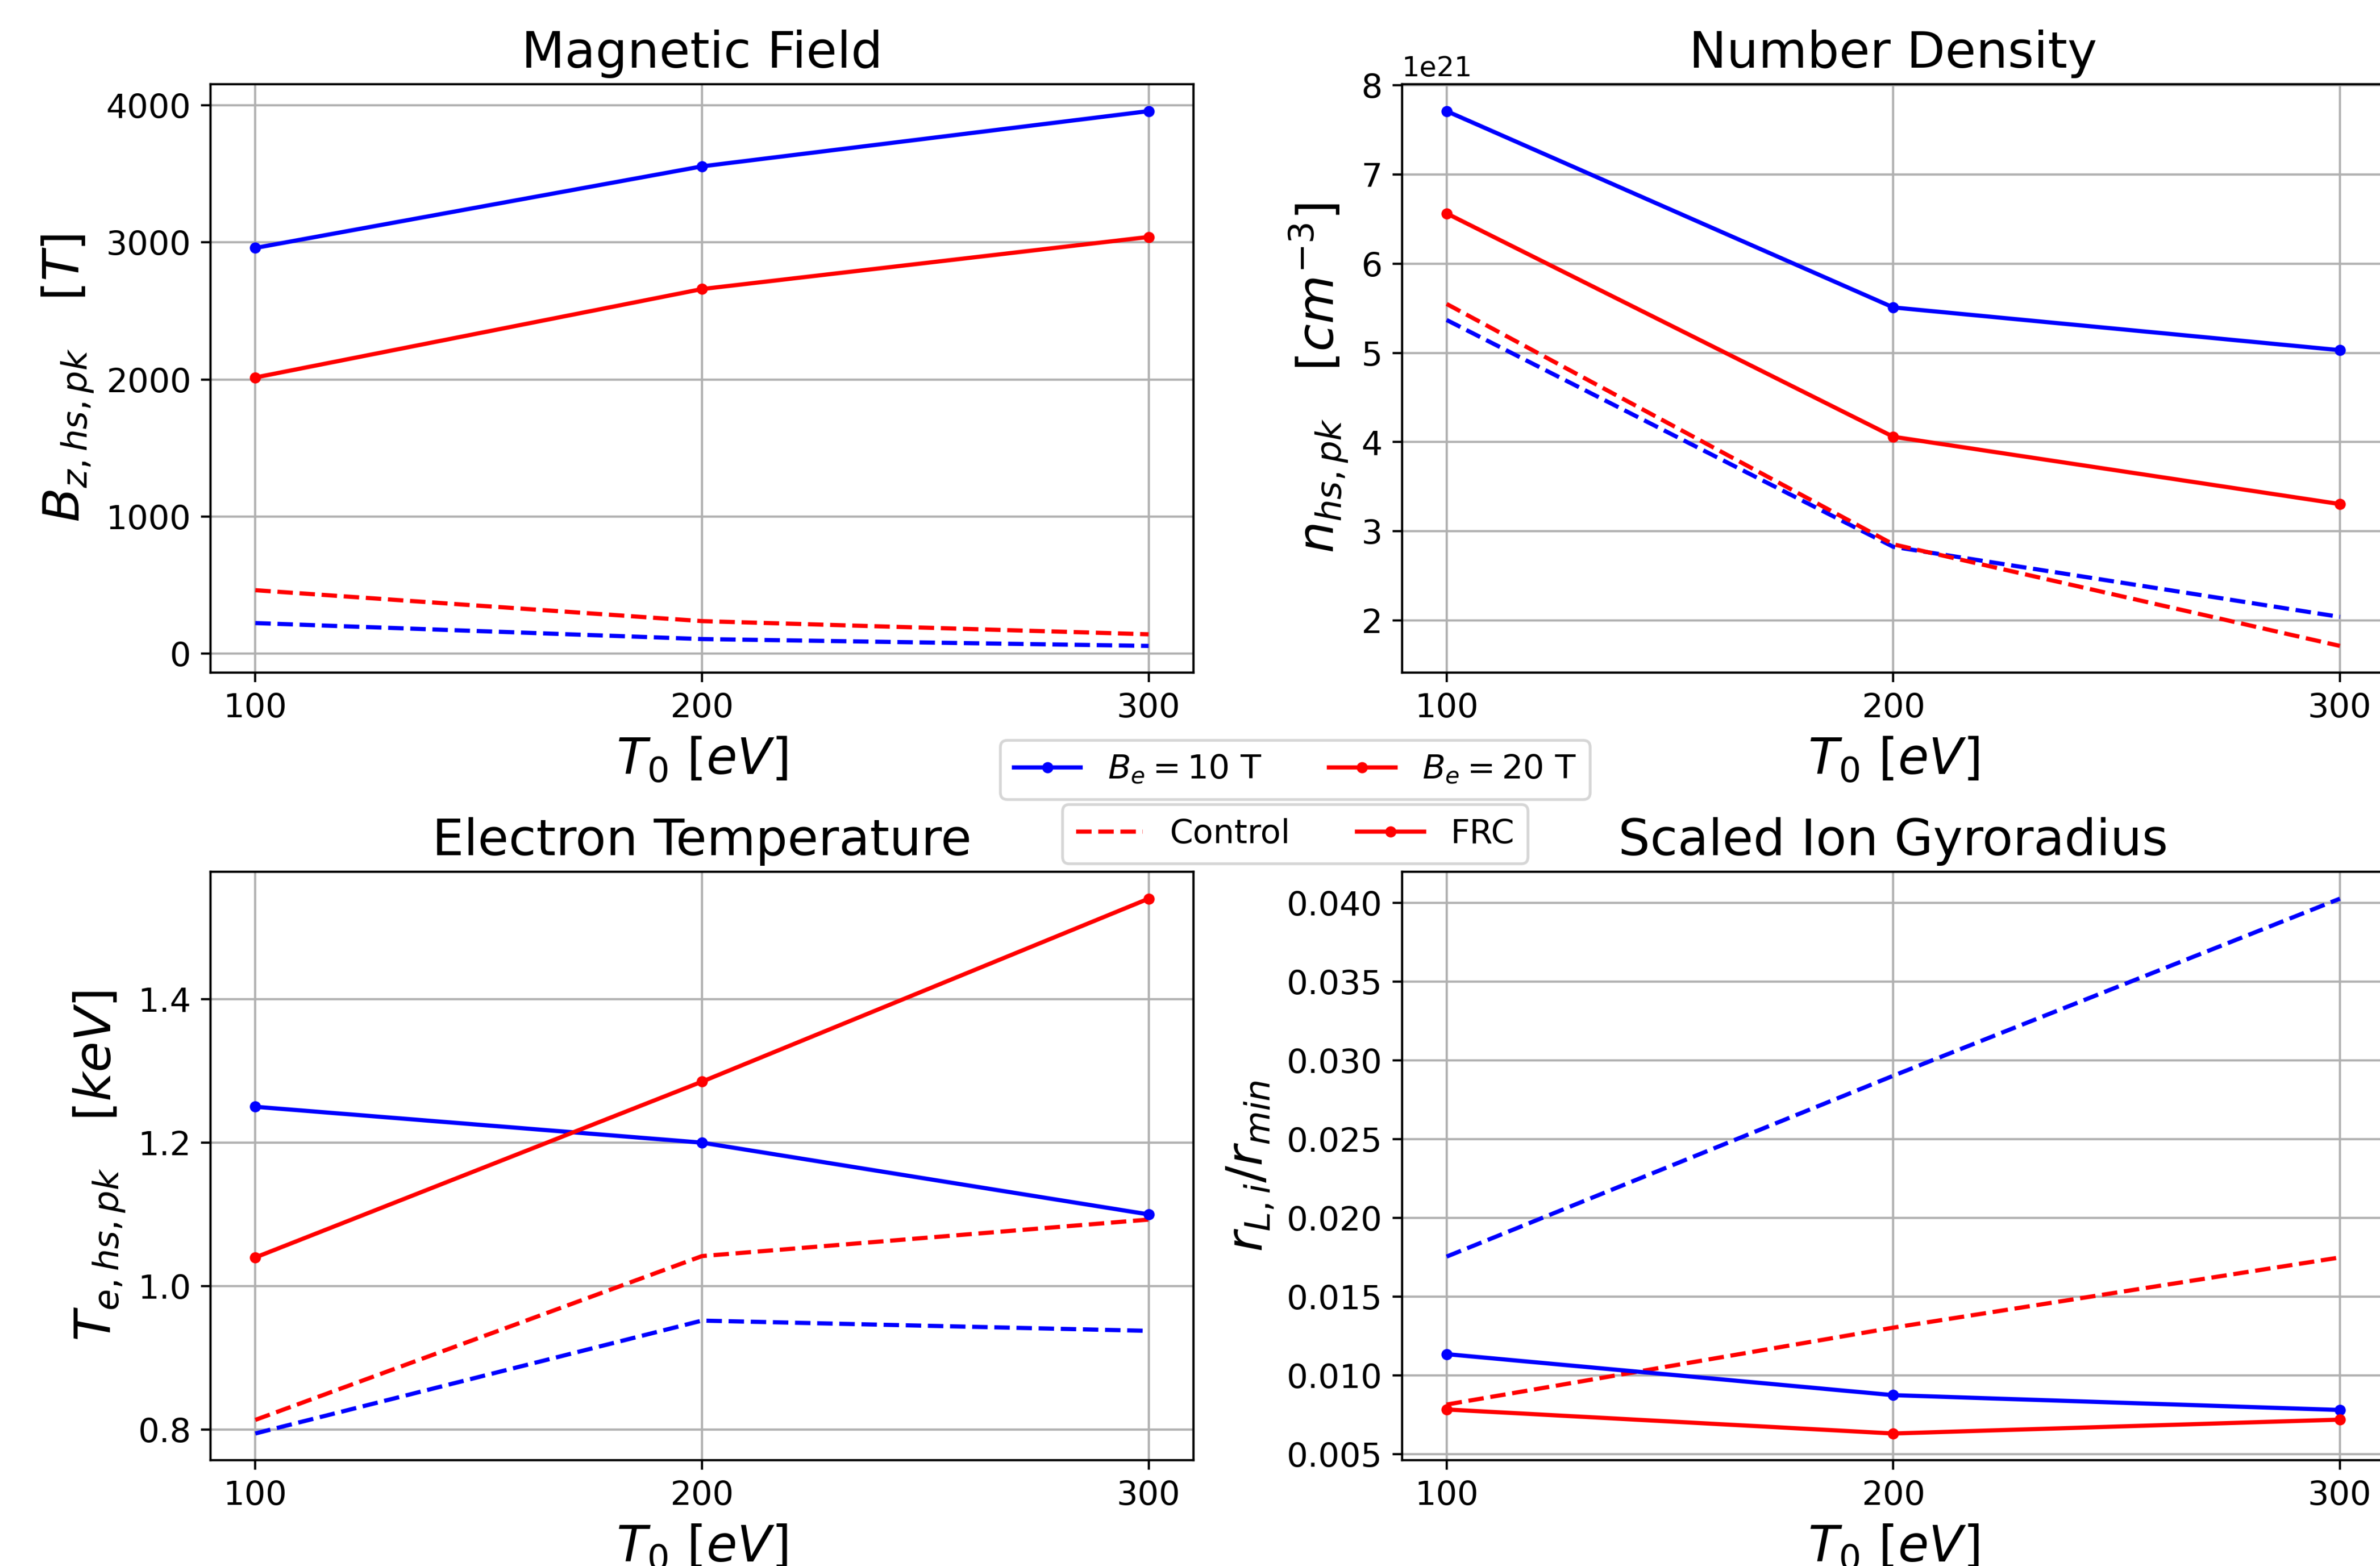 Magnetic Field
4000
3000
2000
1000
0
B_{z,hs,pk} [T]
100 200 300
T_0 [eV]
Number Density
1e21
8
7
6
5
4
3
2
n_{hs,pk} [cm^{-3}]
100 200 300
T_0 [eV]
B_e = 10 T B_e = 20 T
Control FRC
Electron Temperature
1.4
1.2
1.0
0.8
T_{e,hs,pk} [keV]
100 200 300
T_0 [eV]
Scaled Ion Gyroradius
0.040
0.035
0.030
0.025
0.020
0.015
0.010
0.005
r_{L,i}/r_{min}
100 200 300
T_0 [eV]